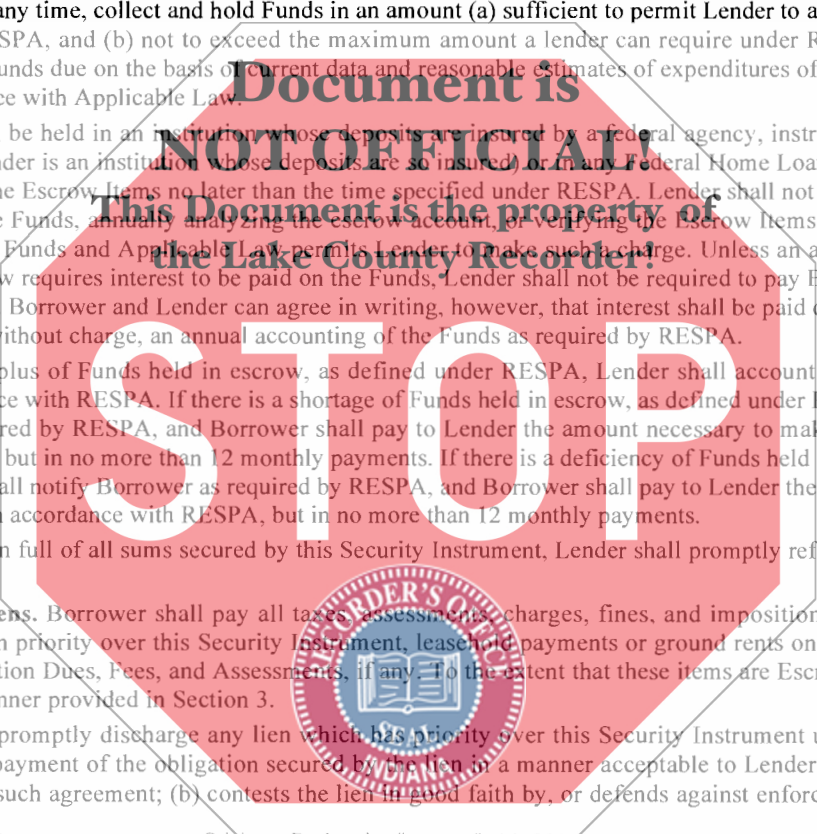 any time, collect and hold Funds in an amount (a) sufficient to permit Lender to a
SPA, and (b) not to exceed the maximum amount a lender can require under R
unds due on the basis of current data and reasonable estimates of expenditures of
ce with Applicable Law.
Document is
be held in an institution whose deposits are insured by a federal agency, instr
NOT OFFICIAL!
nder is an institution whose deposits are so insured) or in any Federal Home Loa
he Escrow Items no later than the time specified under RESPA. Lender shall not
This Document is the property of
e Funds, annually analyzing the escrow account, or verifying the Escrow Items
Funds and Applicable Law permits Lender to make such a charge. Unless an a
the Lake County Recorder!
w requires interest to be paid on the Funds, Lender shall not be required to pay B
Borrower and Lender can agree in writing, however, that interest shall be paid
ithout charge, an annual accounting of the Funds as required by RESPA.
STOP
plus of Funds held in escrow, as defined under RESPA, Lender shall account
ce with RESPA. If there is a shortage of Funds held in escrow, as defined under
red by RESPA, and Borrower shall pay to Lender the amount necessary to mak
but in no more than 12 monthly payments. If there is a deficiency of Funds held
all notify Borrower as required by RESPA, and Borrower shall pay to Lender the
n accordance with RESPA, but in no more than 12 monthly payments.
n full of all sums secured by this Security Instrument, Lender shall promptly ref
ens. Borrower shall pay all taxes, assessments, charges, fines, and imposition
n priority over this Security Instrument, leasehold payments or ground rents on
tion Dues, Fees, and Assessments, if any. To the extent that these items are Escr
nner provided in Section 3.
RECORDER'S OFFICE
SEAL
INDIANA
promptly discharge any lien which has priority over this Security Instrument u
payment of the obligation secured by the lien in a manner acceptable to Lender
such agreement; (b) contests the lien in good faith by, or defends against enforc